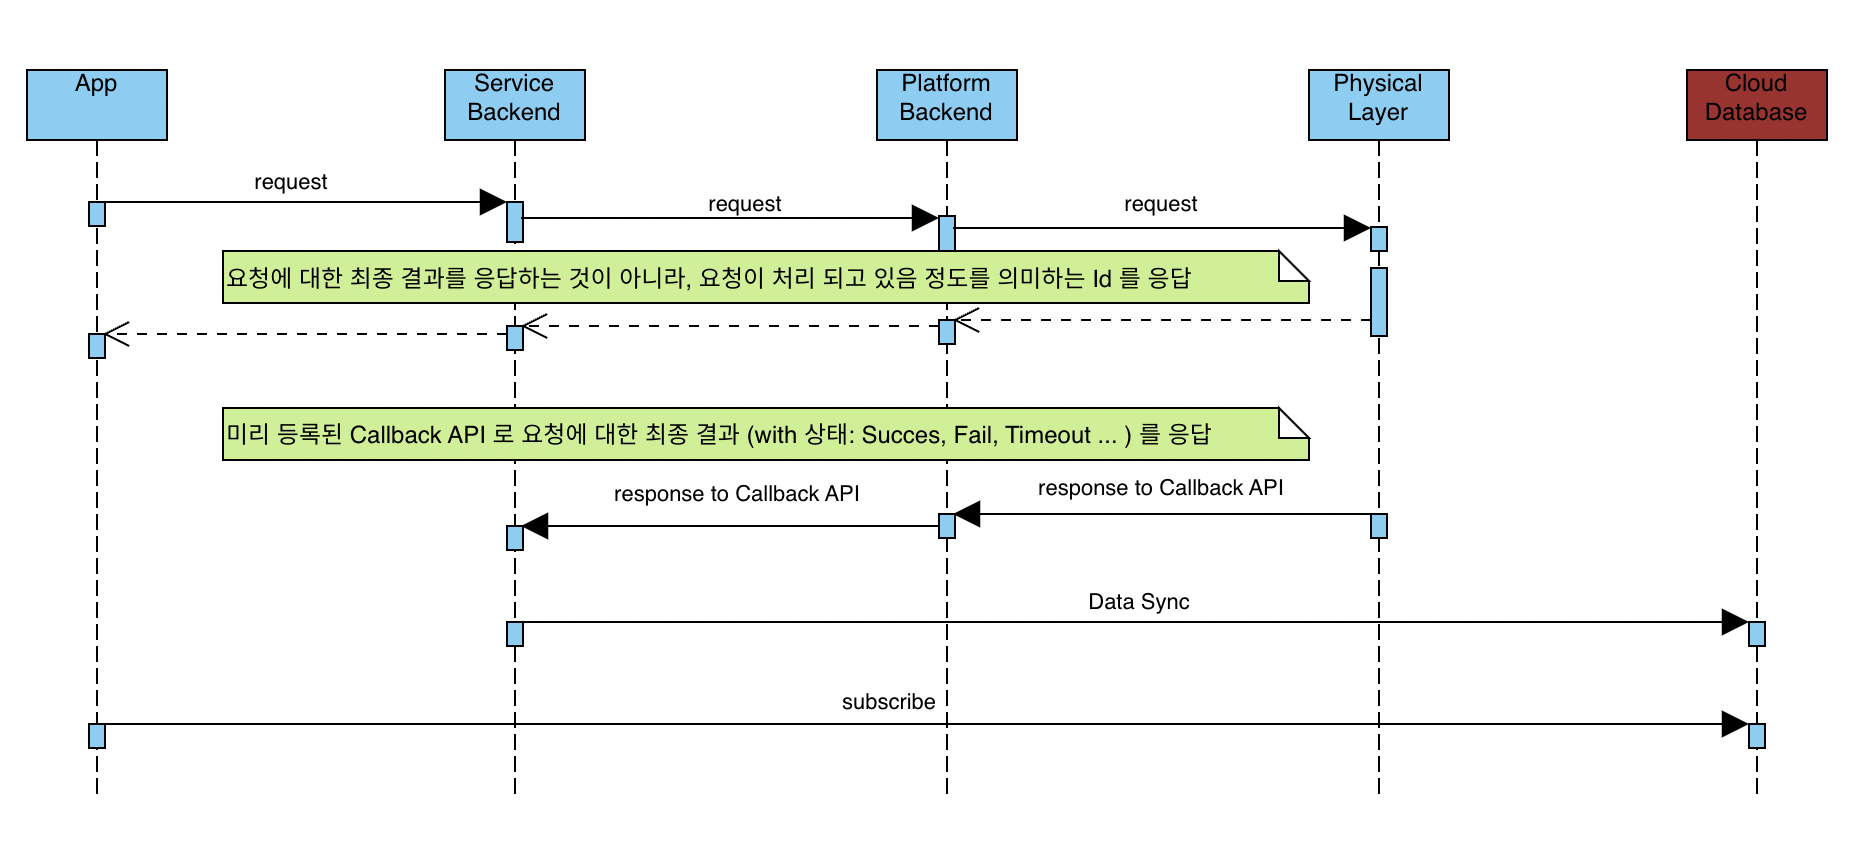 App
Service
Backend
Platform
Backend
Physical
Layer
Cloud
Database
request
request
request
요청에 대한 최종 결과를 응답하는 것이 아니라, 요청이 처리 되고 있음 정도를 의미하는 Id 를 응답
미리 등록된 Callback API 로 요청에 대한 최종 결과 (with 상태: Succes, Fail, Timeout ... ) 를 응답
response to Callback API
response to Callback API
Data Sync
subscribe